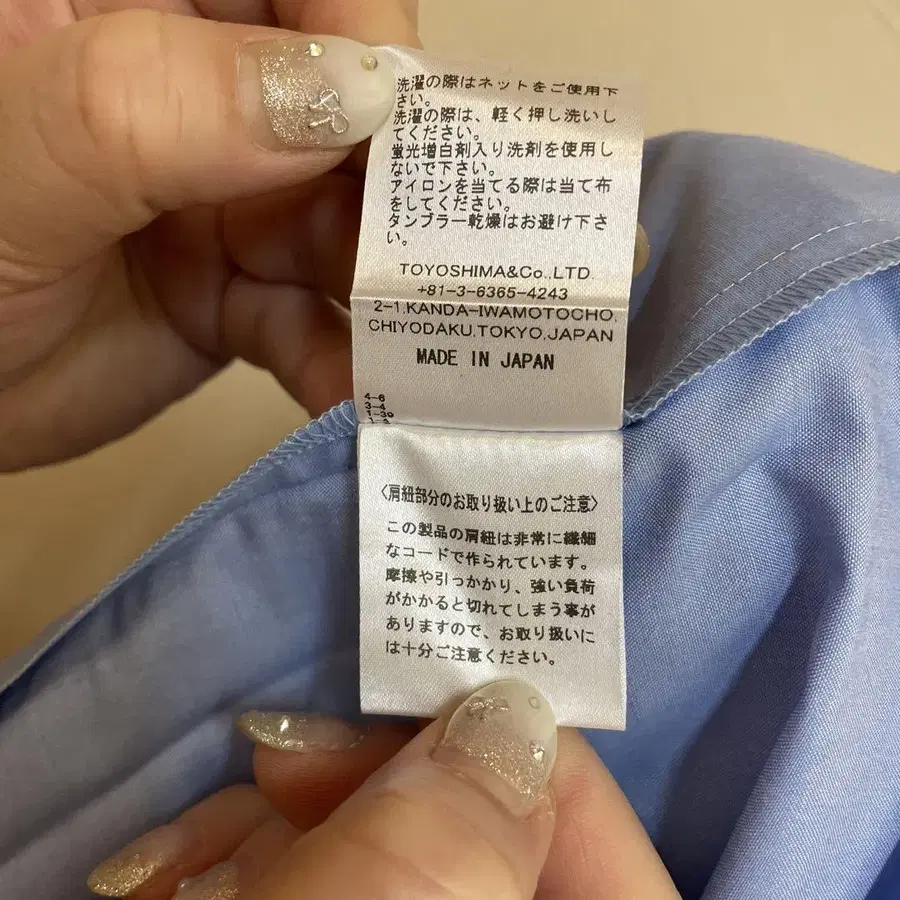 洗濯の際はネットをご使用下
さい。
洗濯の際は、軽く押し洗いし
てください。
蛍光増白剤入り洗剤を使用し
ないで下さい。
アイロンを当てる際は当て布
をしてください。
タンブラー乾燥はお避け下さ
い。
TOYOSHIMA&Co.,LTD
+81-3-6365-4243
2-1.KANDA-IWAMOTOCHO.
CHIYODAKU.TOKYO.JAPAN
MADE IN JAPAN
4-6
3-4
1-39
〈肩紐部分のお取り扱い上のご注意〉
この製品の肩紐は非常に繊細
なコードで作られています。
摩擦や引っかかり、強い負荷
がかかると切れてしまう事が
ありますので、お取り扱いに
は十分ご注意ください。